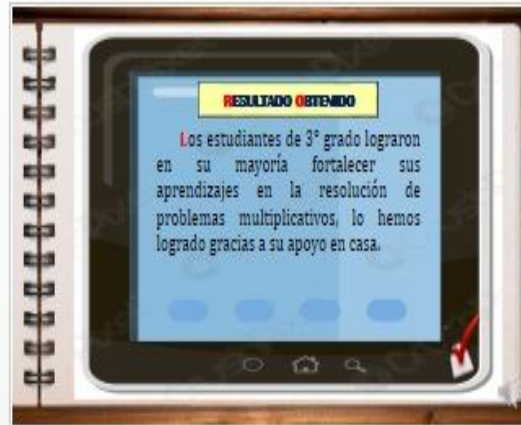 RESULTADO OBTENIDO
Los estudiantes de 3° grado lograron
en su mayoría fortalecer sus
aprendizajes en la resolución de
problemas multiplicativos, lo hemos
logrado gracias a su apoyo en casa.